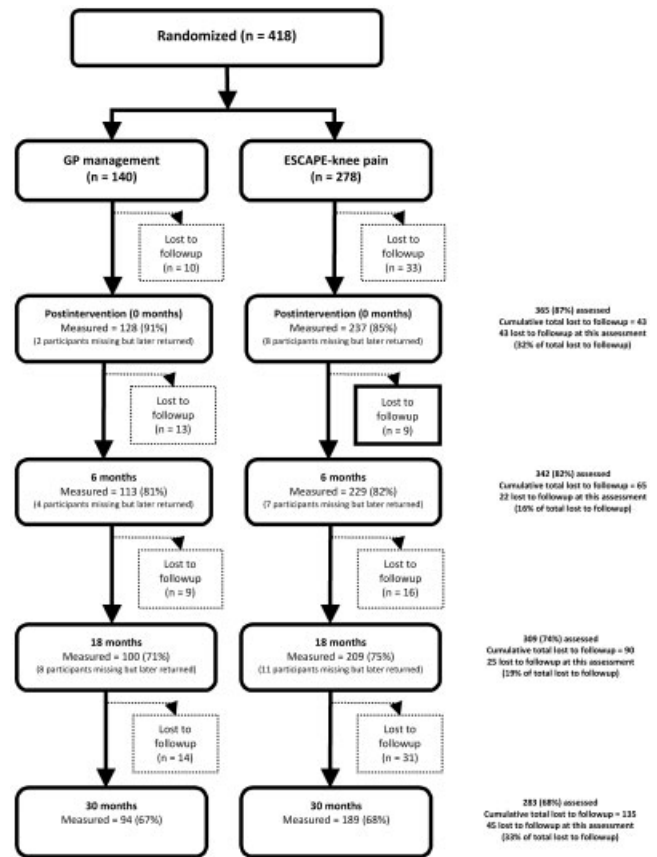 Randomized (n = 418)
GP management
(n = 140)
ESCAPE-knee pain
(n = 278)
Lost to
followup
(n = 10)
Lost to
followup
(n = 33)
Postintervention (0 months)
Measured = 128 (91%)
(2 participants missing but later returned)
Postintervention (0 months)
Measured = 237 (85%)
(8 participants missing but later returned)
365 (87%) assessed
Cumulative total lost to followup = 43
43 lost to followup at this assessment
(32% of total lost to followup)
Lost to
followup
(n = 13)
Lost to
followup
(n = 9)
6 months
Measured = 113 (81%)
(4 participants missing but later returned)
6 months
Measured = 229 (82%)
(7 participants missing but later returned)
342 (82%) assessed
Cumulative total lost to followup = 65
22 lost to followup at this assessment
(16% of total lost to followup)
Lost to
followup
(n = 9)
Lost to
followup
(n = 16)
18 months
Measured = 100 (71%)
(8 participants missing but later returned)
18 months
Measured = 209 (75%)
(11 participants missing but later returned)
309 (74%) assessed
Cumulative total lost to followup = 90
25 lost to followup at this assessment
(19% of total lost to followup)
Lost to
followup
(n = 14)
Lost to
followup
(n = 31)
30 months
Measured = 94 (67%)
30 months
Measured = 189 (68%)
283 (68%) assessed
Cumulative total lost to followup = 135
45 lost to followup at this assessment
(33% of total lost to followup)